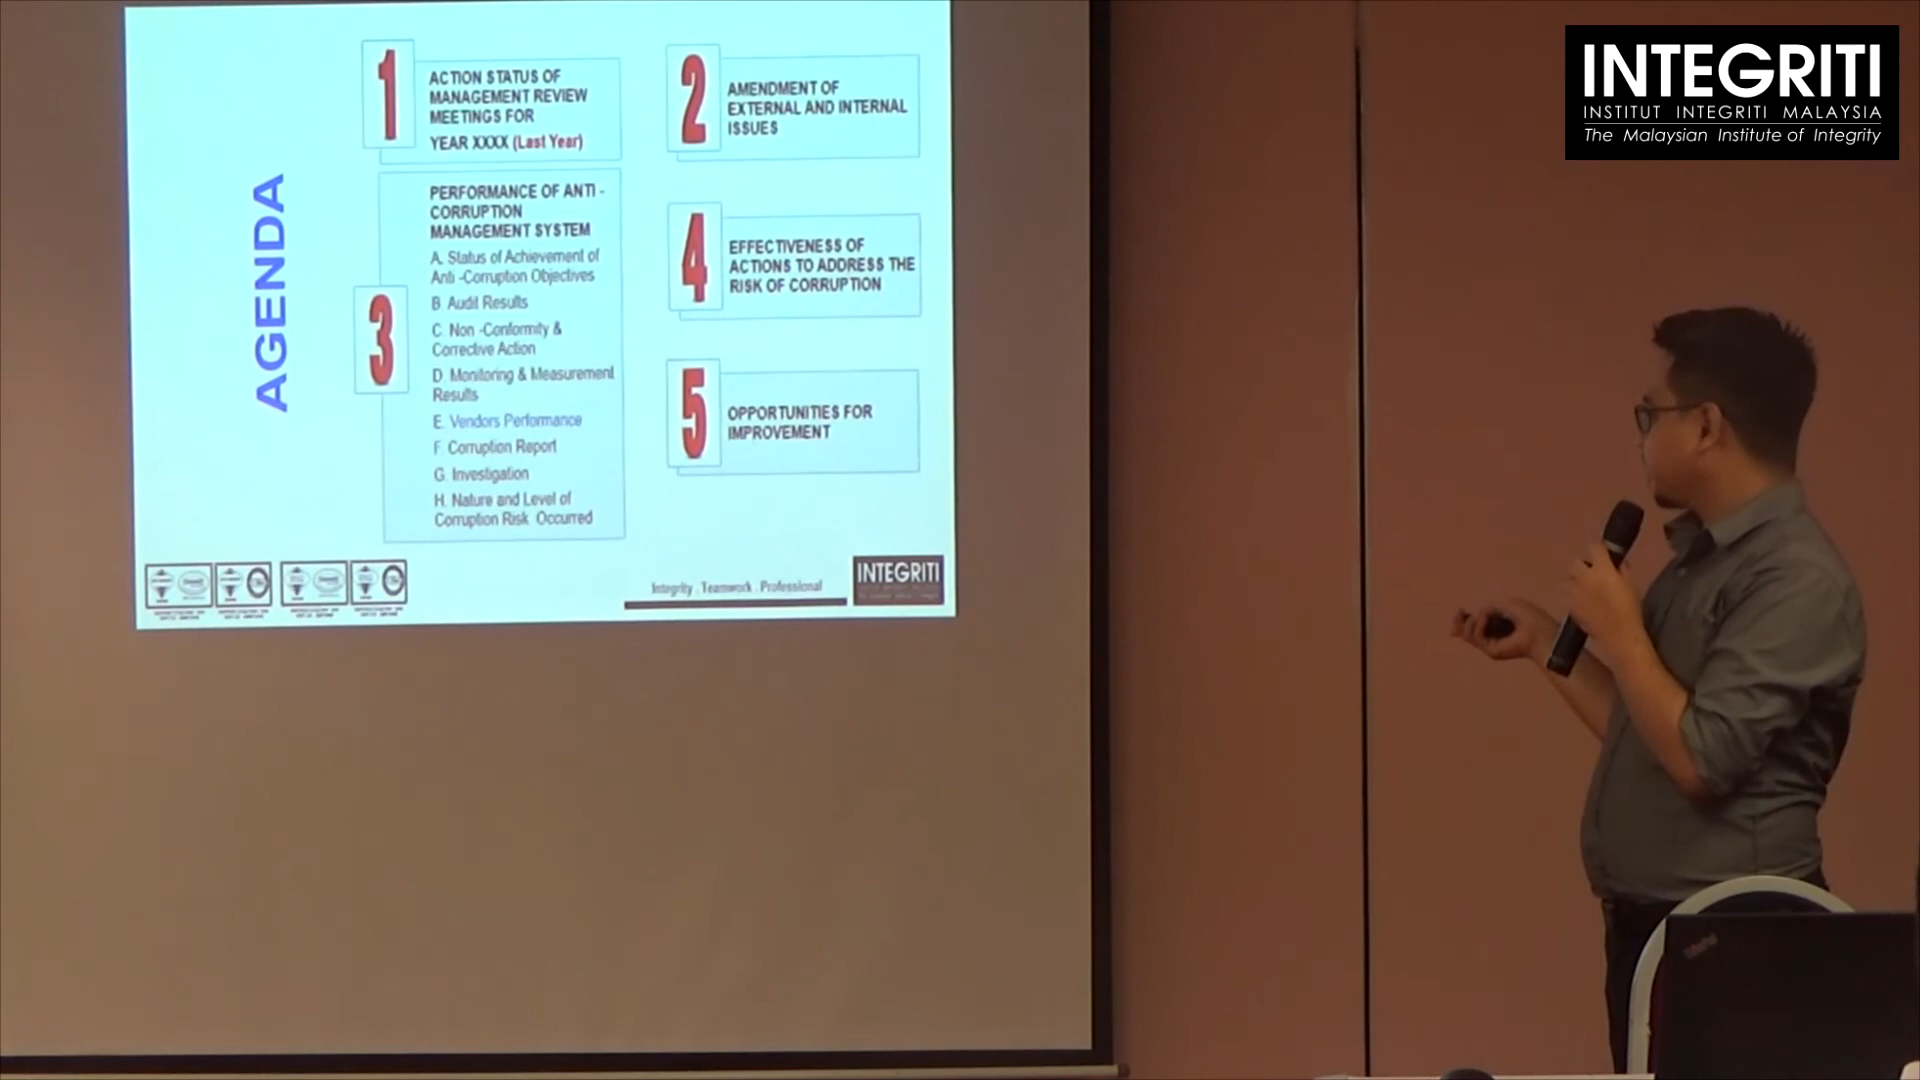 AGENDA
1
ACTION STATUS OF
MANAGEMENT REVIEW
MEETINGS FOR
YEAR XXXX (Last Year)
2
AMENDMENT OF
EXTERNAL AND INTERNAL
ISSUES
3
PERFORMANCE OF ANTI -
CORRUPTION
MANAGEMENT SYSTEM
A. Status of Achievement of
Anti -Corruption Objectives
B. Audit Results
C. Non -Conformity &
Corrective Action
D. Monitoring & Measurement
Results
E. Vendors Performance
F. Corruption Report
G. Investigation
H. Nature and Level of
Corruption Risk Occurred
4
EFFECTIVENESS OF
ACTIONS TO ADDRESS THE
RISK OF CORRUPTION
5
OPPORTUNITIES FOR
IMPROVEMENT
Integrity . Teamwork . Professional
INTEGRITI
INTEGRITI
INSTITUT INTEGRITI MALAYSIA
The Malaysian Institute of Integrity
ThinkPad